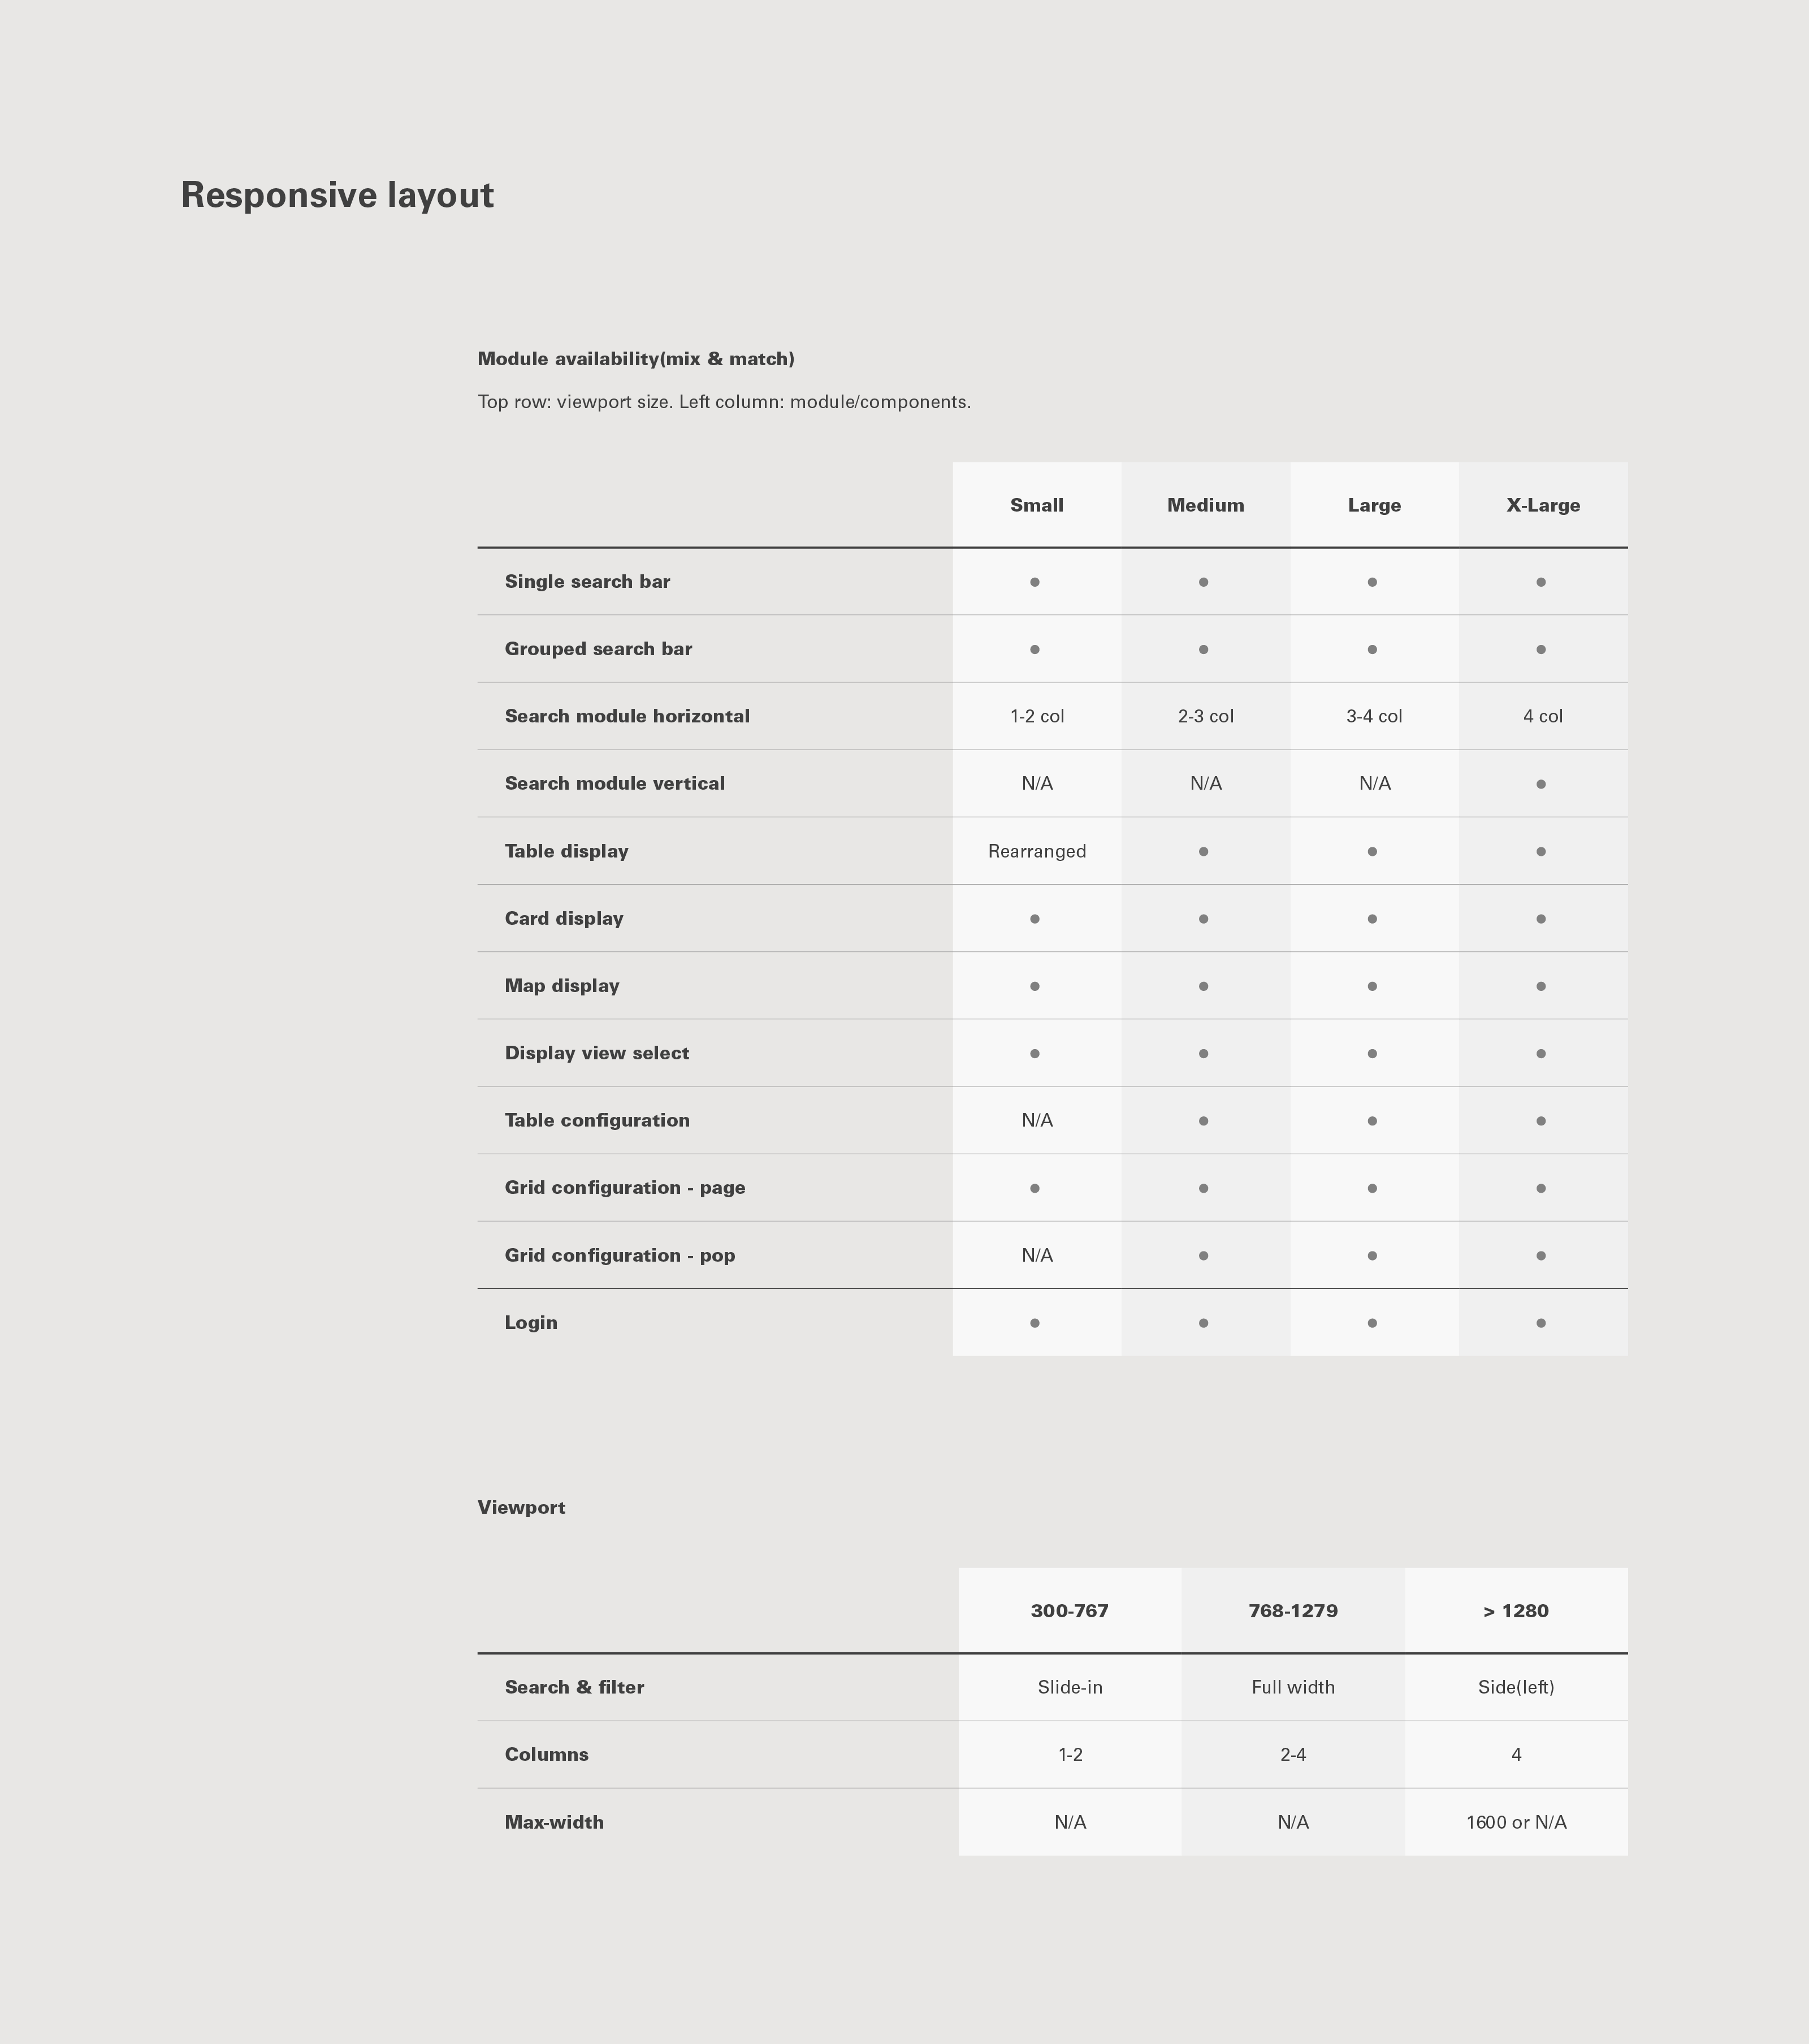 Responsive layout
Module availability(mix & match)
Top row: viewport size. Left column: module/components.
Small Medium Large X-Large
Single search bar ● ● ● ●
Grouped search bar ● ● ● ●
Search module horizontal 1-2 col 2-3 col 3-4 col 4 col
Search module vertical N/A N/A N/A ●
Table display Rearranged ● ● ●
Card display ● ● ● ●
Map display ● ● ● ●
Display view select ● ● ● ●
Table configuration N/A ● ● ●
Grid configuration - page ● ● ● ●
Grid configuration - pop N/A ● ● ●
Login ● ● ● ●
Viewport
300-767 768-1279 > 1280
Search & filter Slide-in Full width Side(left)
Columns 1-2 2-4 4
Max-width N/A N/A 1600 or N/A